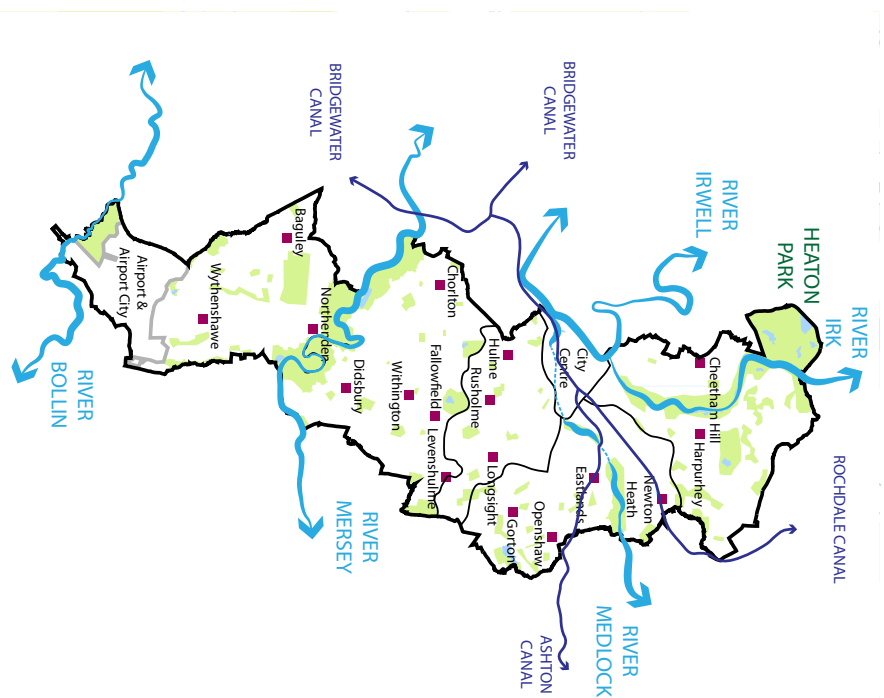 RIVER
IRK
ROCHDALE CANAL
HEATON
PARK
RIVER
IRWELL
Cheetham Hill
Harpurhey
Newton
Heath
RIVER
MEDLOCK
City
Centre
Eastlands
BRIDGEWATER
CANAL
ASHTON
CANAL
Openshaw
Gorton
Hulme
Longsight
Rusholme
Chorlton
Fallowfield
Levenshulme
Withington
RIVER
MERSEY
Didsbury
BRIDGEWATER
CANAL
Northenden
Baguley
Wythenshawe
Airport &
Airport City
RIVER
BOLLIN